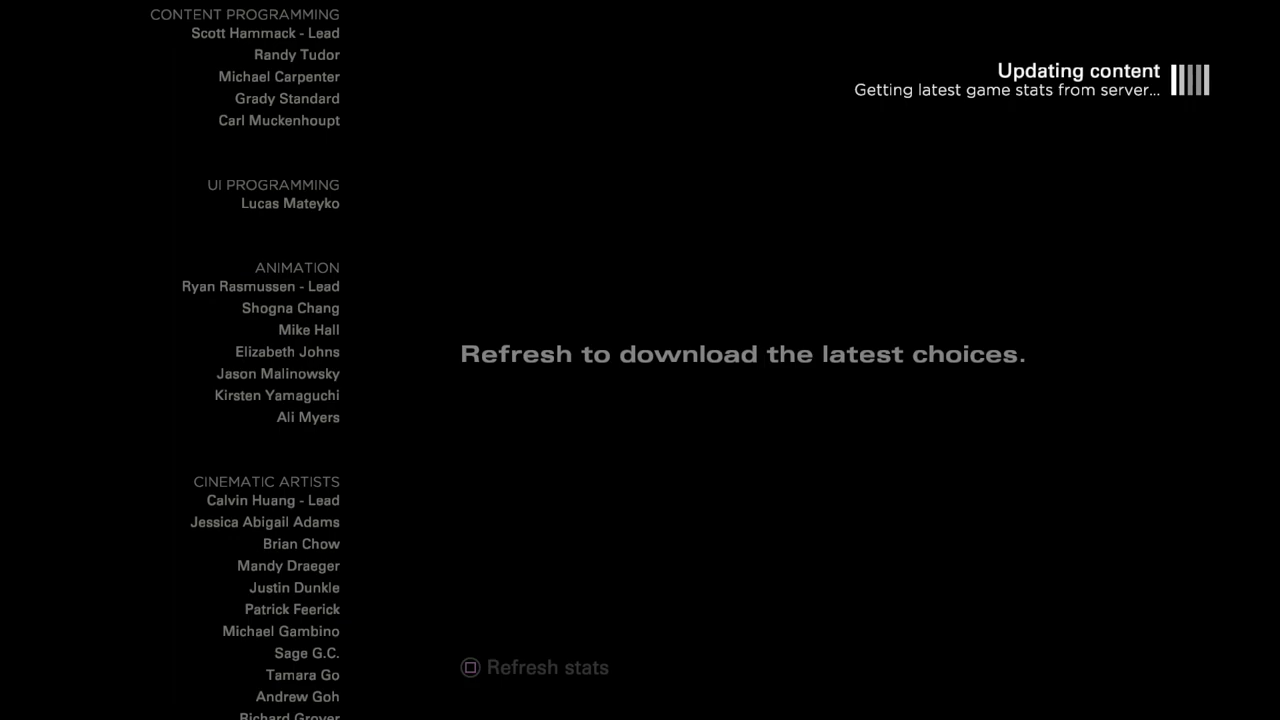 CONTENT PROGRAMMING
Scott Hammack - Lead
Randy Tudor
Michael Carpenter
Grady Standard
Carl Muckenhoupt
UI PROGRAMMING
Lucas Mateyko
ANIMATION
Ryan Rasmussen - Lead
Shogna Chang
Mike Hall
Elizabeth Johns
Jason Malinowsky
Kirsten Yamaguchi
Ali Myers
CINEMATIC ARTISTS
Calvin Huang - Lead
Jessica Abigail Adams
Brian Chow
Mandy Draeger
Justin Dunkle
Patrick Feerick
Michael Gambino
Sage G.C.
Tamara Go
Andrew Goh
Richard Grover
Updating content
Getting latest game stats from server...
Refresh to download the latest choices.
Refresh stats